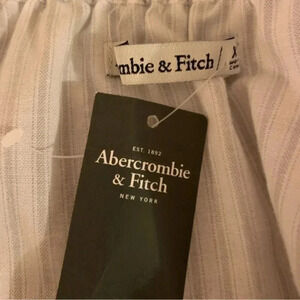 mbie & Fitch
EST. 1892
Abercrombie
& Fitch
NEW YORK